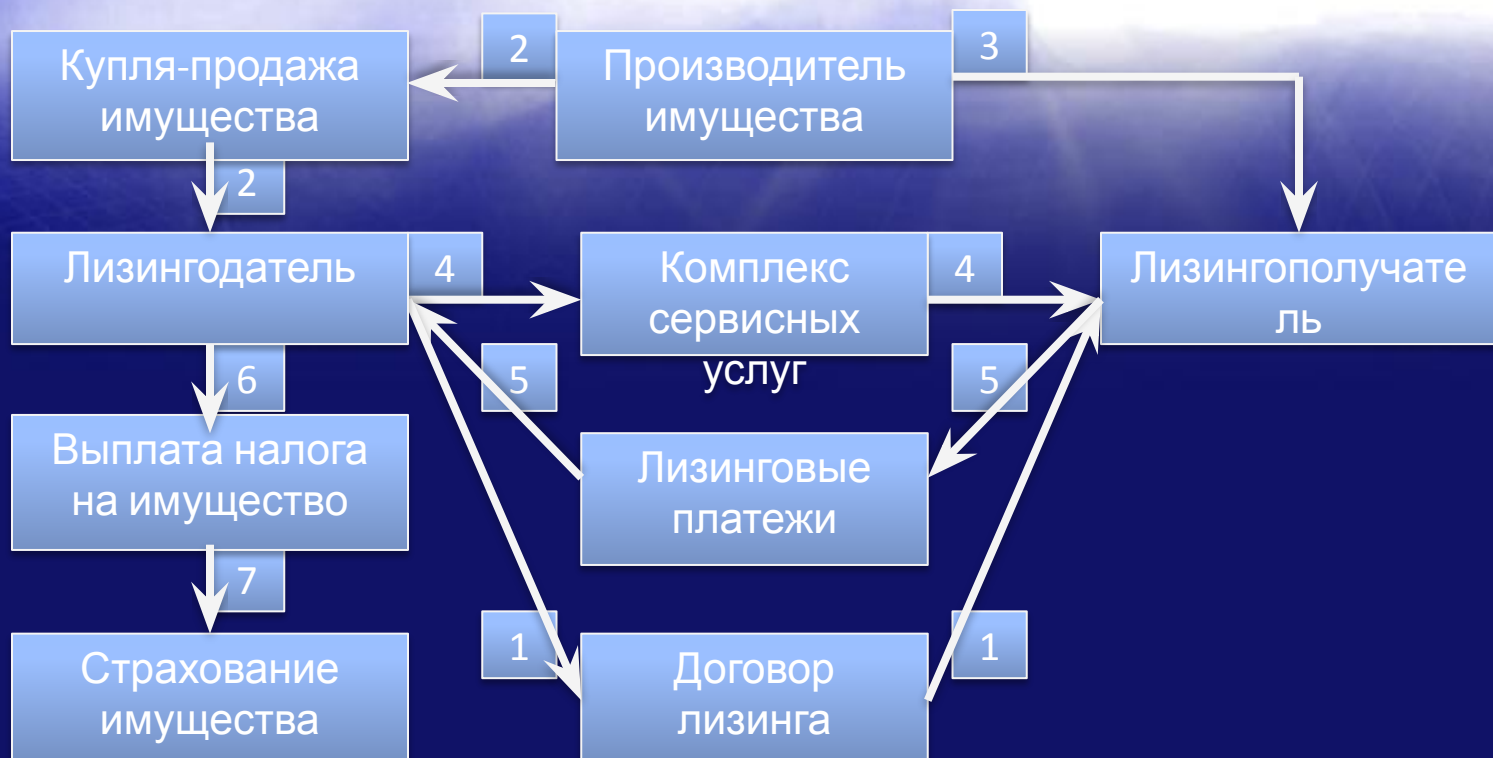 Купля-продажа
имущества
2
Производитель
имущества
3
2
Лизингодатель
4
Комплекс
сервисных
услуг
4
Лизингополучате
ль
6
5
5
Выплата налога
на имущество
Лизинговые
платежи
7
1
1
Страхование
имущества
Договор
лизинга